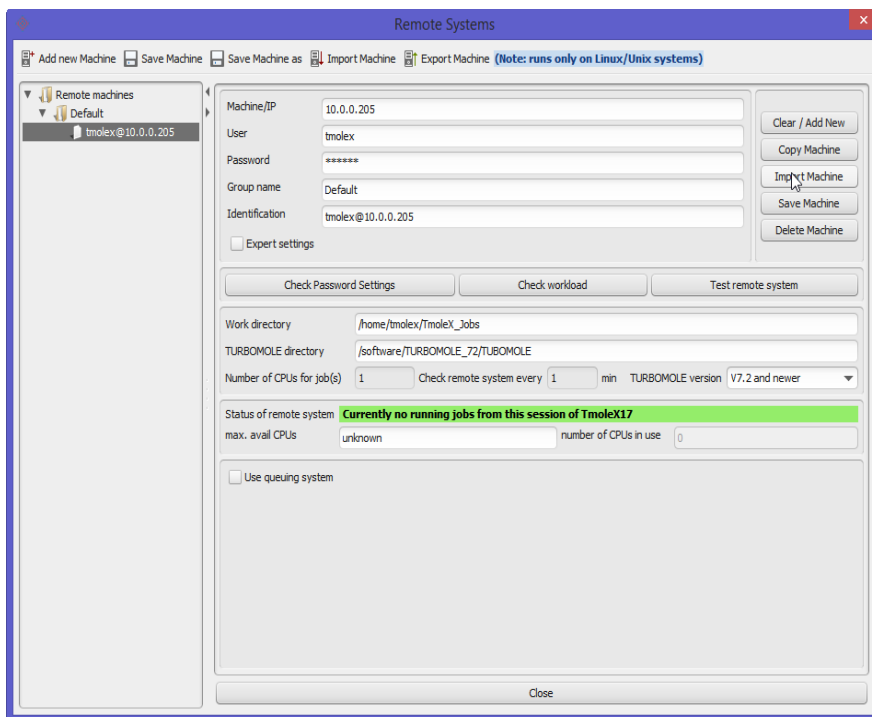 Remote Systems
Add new Machine Save Machine Save Machine as Import Machine Export Machine (Note: runs only on Linux/Unix systems)
Remote machines
Default
tmolex@10.0.0.205
Machine/IP 10.0.0.205
User tmolex
Password ******
Group name Default
Identification tmolex@10.0.0.205
Expert settings
Clear / Add New
Copy Machine
Import Machine
Save Machine
Delete Machine
Check Password Settings Check workload Test remote system
Work directory /home/tmolex/TmoleX_Jobs
TURBOMOLE directory /software/TURBOMOLE_72/TUBOMOLE
Number of CPUs for job(s) 1 Check remote system every 1 min TURBOMOLE version V7.2 and newer
Status of remote system Currently no running jobs from this session of TmoleX17
max. avail CPUs unknown number of CPUs in use 0
Use queuing system
Close